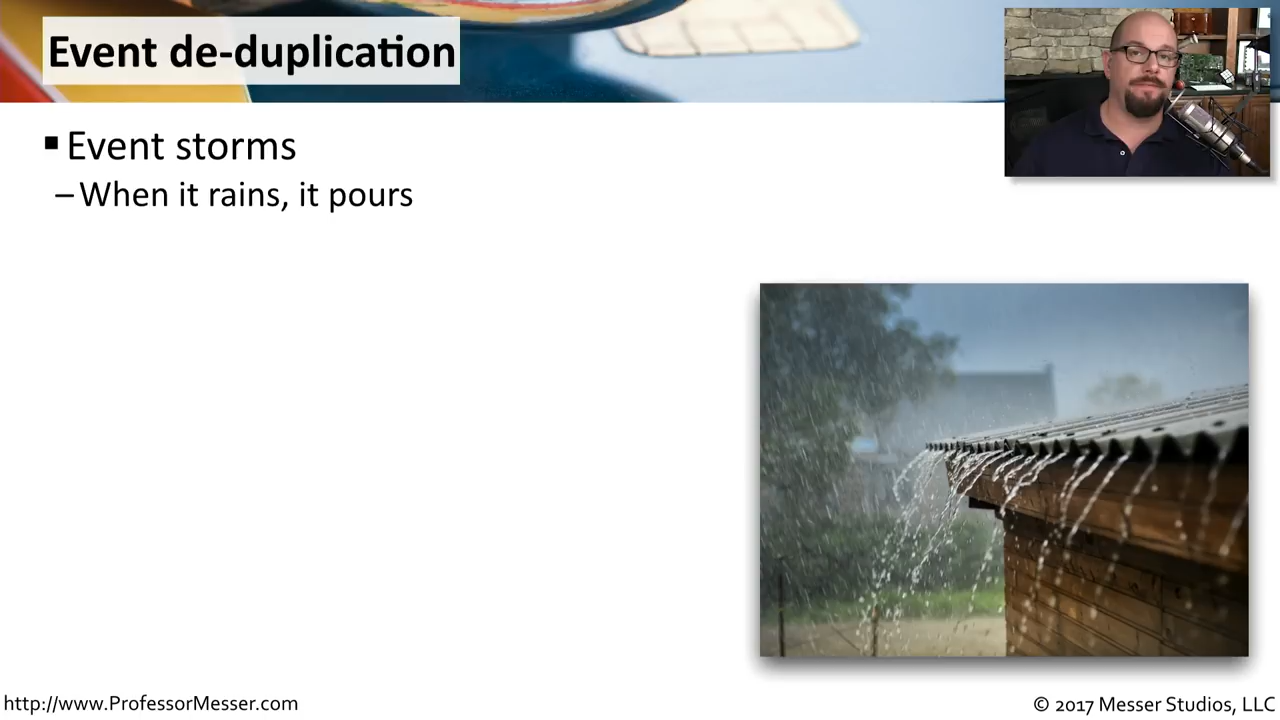 Event de-duplication
▪ Event storms
– When it rains, it pours
http://www.ProfessorMesser.com
© 2017 Messer Studios, LLC